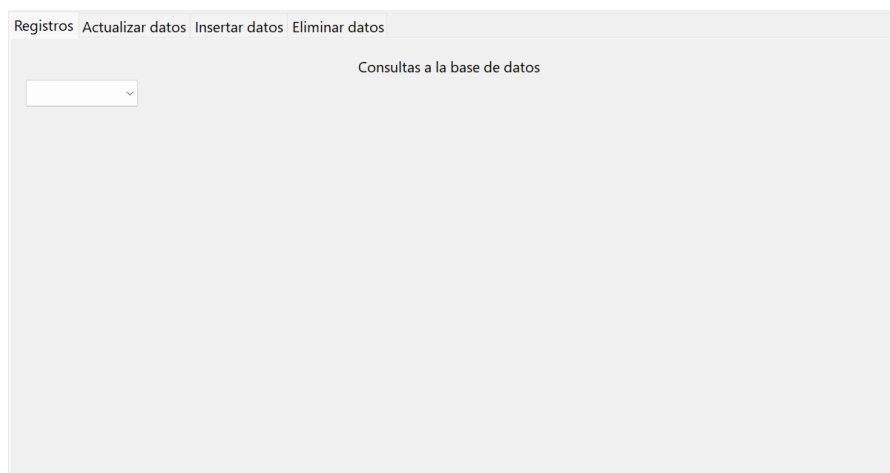 Registros Actualizar datos Insertar datos Eliminar datos
Consultas a la base de datos